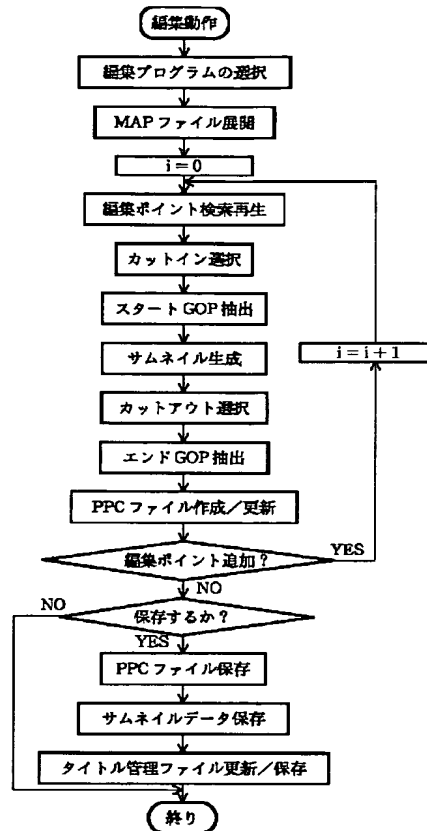 編集動作
編集プログラムの選択
MAPファイル展開
i=0
編集ポイント検索再生
カットイン選択
スタートGOP抽出
サムネイル生成
i=i+1
カットアウト選択
エンドGOP抽出
PPCファイル作成／更新
編集ポイント追加？
YES
NO
NO
保存するか？
YES
PPCファイル保存
サムネイルデータ保存
タイトル管理ファイル更新／保存
終り